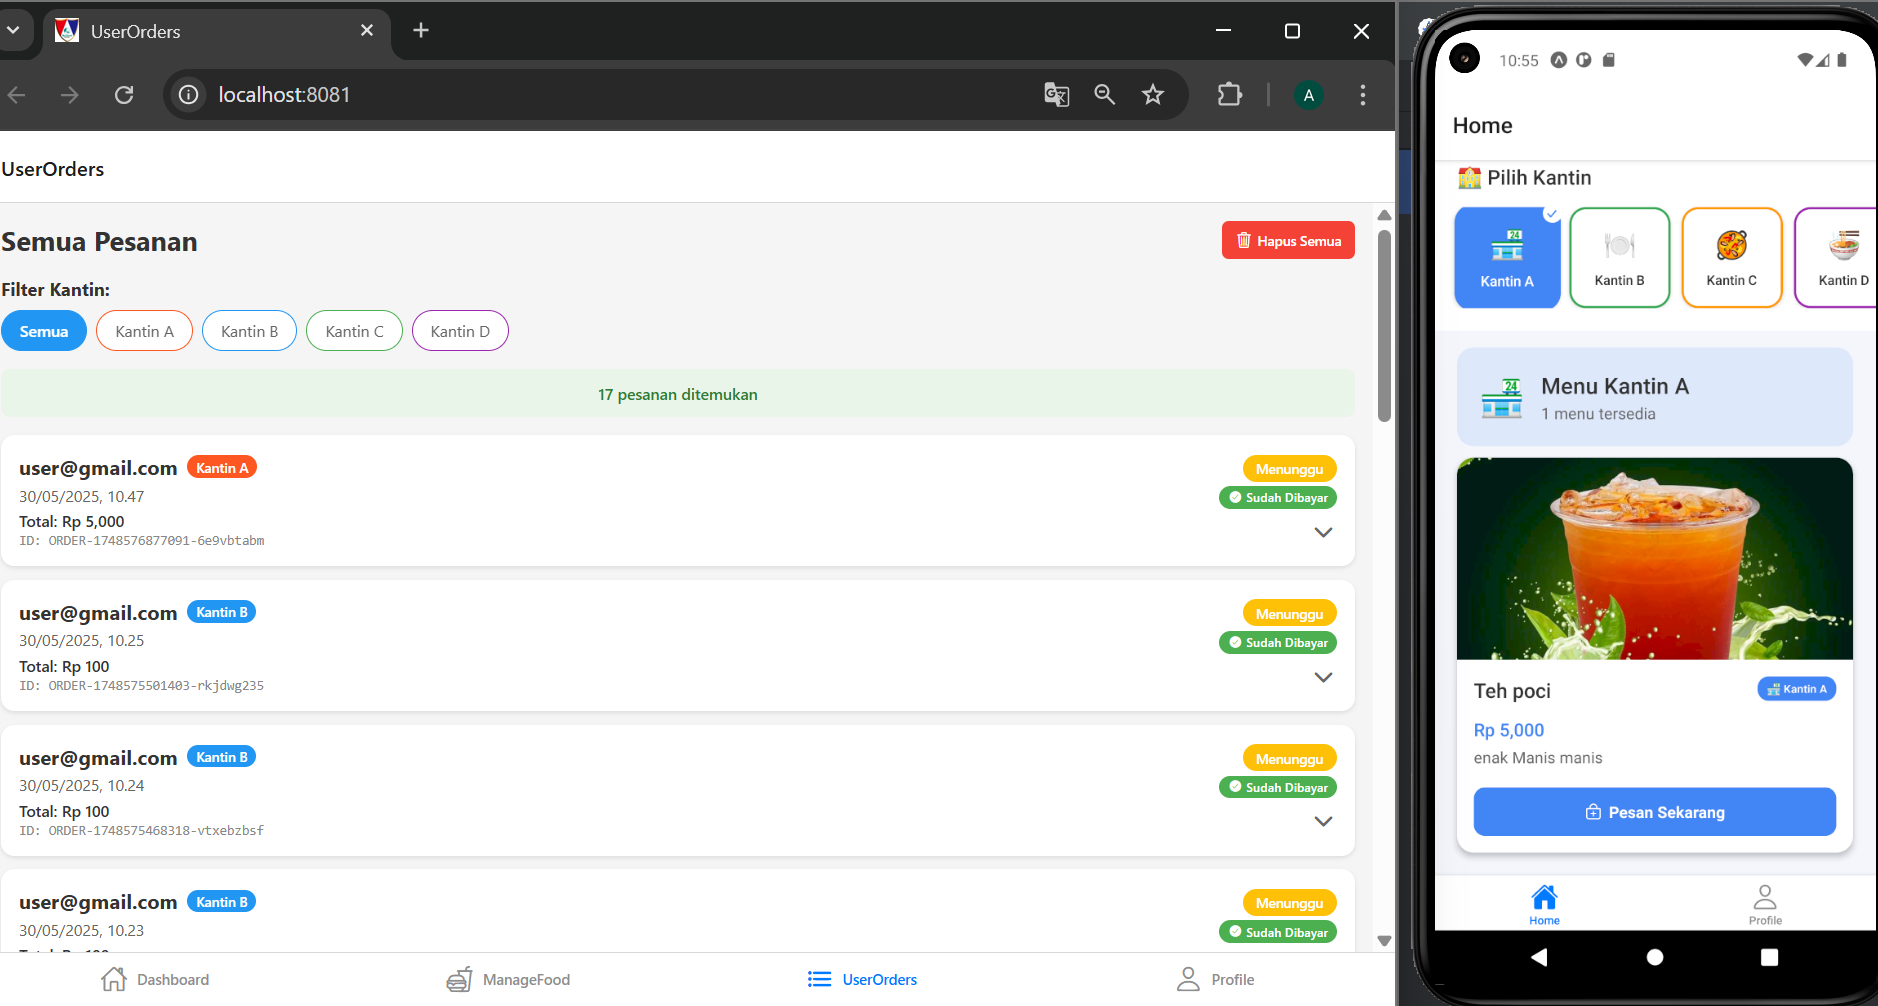 UserOrders
localhost:8081
A
UserOrders
Semua Pesanan
Hapus Semua
Filter Kantin:
Semua
Kantin A
Kantin B
Kantin C
Kantin D
17 pesanan ditemukan
user@gmail.com Kantin A
Menunggu
30/05/2025, 10.47
Sudah Dibayar
Total: Rp 5,000
ID: ORDER-1748576877091-6e9vbtabm
user@gmail.com Kantin B
Menunggu
30/05/2025, 10.25
Sudah Dibayar
Total: Rp 100
ID: ORDER-1748575501403-rkjdwg235
user@gmail.com Kantin B
Menunggu
30/05/2025, 10.24
Sudah Dibayar
Total: Rp 100
ID: ORDER-1748575468318-vtxebzbsf
user@gmail.com Kantin B
Menunggu
30/05/2025, 10.23
Sudah Dibayar
Dashboard
ManageFood
UserOrders
Profile
10:55
Home
Pilih Kantin
24
Kantin A
Kantin B
Kantin C
Kantin D
24
Menu Kantin A
1 menu tersedia
Teh poci
Kantin A
Rp 5,000
enak Manis manis
Pesan Sekarang
Home
Profile